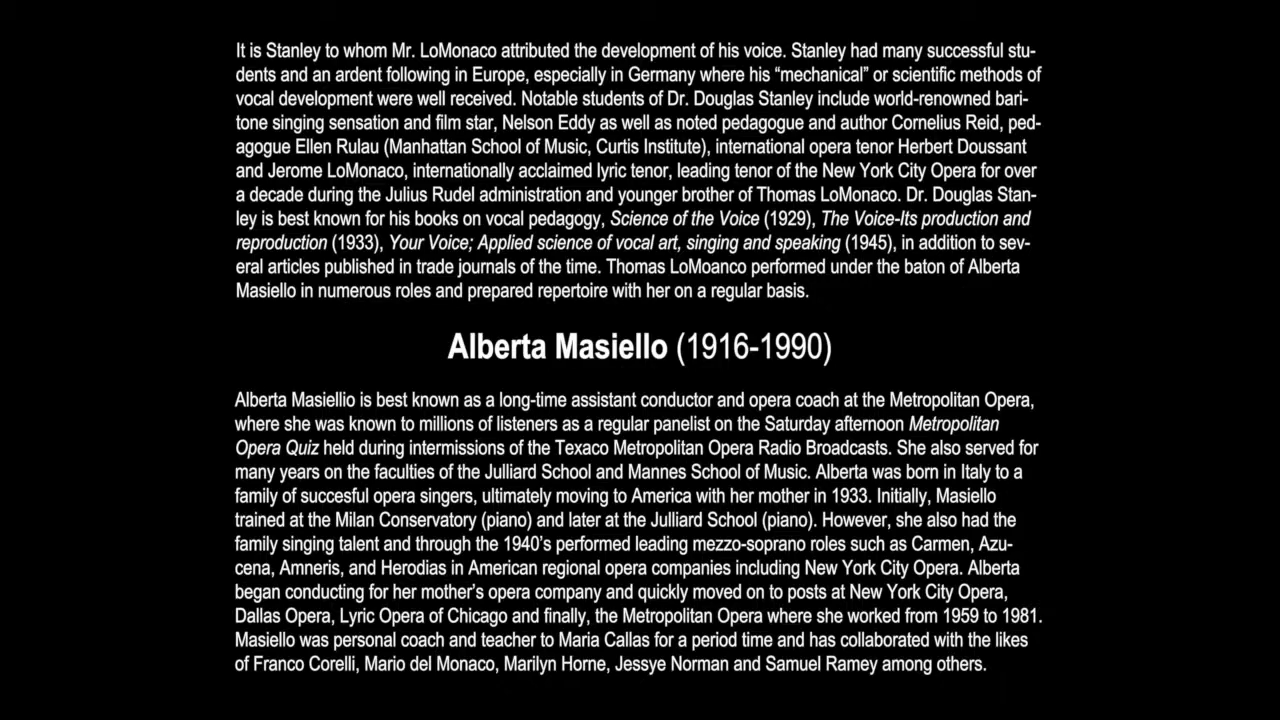 It is Stanley to whom Mr. LoMonaco attributed the development of his voice. Stanley had many successful stu-
dents and an ardent following in Europe, especially in Germany where his “mechanical” or scientific methods of
vocal development were well received. Notable students of Dr. Douglas Stanley include world-renowned bari-
tone singing sensation and film star, Nelson Eddy as well as noted pedagogue and author Cornelius Reid, ped-
agogue Ellen Rulau (Manhattan School of Music, Curtis Institute), international opera tenor Herbert Doussant
and Jerome LoMonaco, internationally acclaimed lyric tenor, leading tenor of the New York City Opera for over
a decade during the Julius Rudel administration and younger brother of Thomas LoMonaco. Dr. Douglas Stan-
ley is best known for his books on vocal pedagogy, Science of the Voice (1929), The Voice-Its production and
reproduction (1933), Your Voice; Applied science of vocal art, singing and speaking (1945), in addition to sev-
eral articles published in trade journals of the time. Thomas LoMoanco performed under the baton of Alberta
Masiello in numerous roles and prepared repertoire with her on a regular basis.
Alberta Masiello (1916-1990)
Alberta Masiellio is best known as a long-time assistant conductor and opera coach at the Metropolitan Opera,
where she was known to millions of listeners as a regular panelist on the Saturday afternoon Metropolitan
Opera Quiz held during intermissions of the Texaco Metropolitan Opera Radio Broadcasts. She also served for
many years on the faculties of the Julliard School and Mannes School of Music. Alberta was born in Italy to a
family of succesful opera singers, ultimately moving to America with her mother in 1933. Initially, Masiello
trained at the Milan Conservatory (piano) and later at the Julliard School (piano). However, she also had the
family singing talent and through the 1940’s performed leading mezzo-soprano roles such as Carmen, Azu-
cena, Amneris, and Herodias in American regional opera companies including New York City Opera. Alberta
began conducting for her mother’s opera company and quickly moved on to posts at New York City Opera,
Dallas Opera, Lyric Opera of Chicago and finally, the Metropolitan Opera where she worked from 1959 to 1981.
Masiello was personal coach and teacher to Maria Callas for a period time and has collaborated with the likes
of Franco Corelli, Mario del Monaco, Marilyn Horne, Jessye Norman and Samuel Ramey among others.